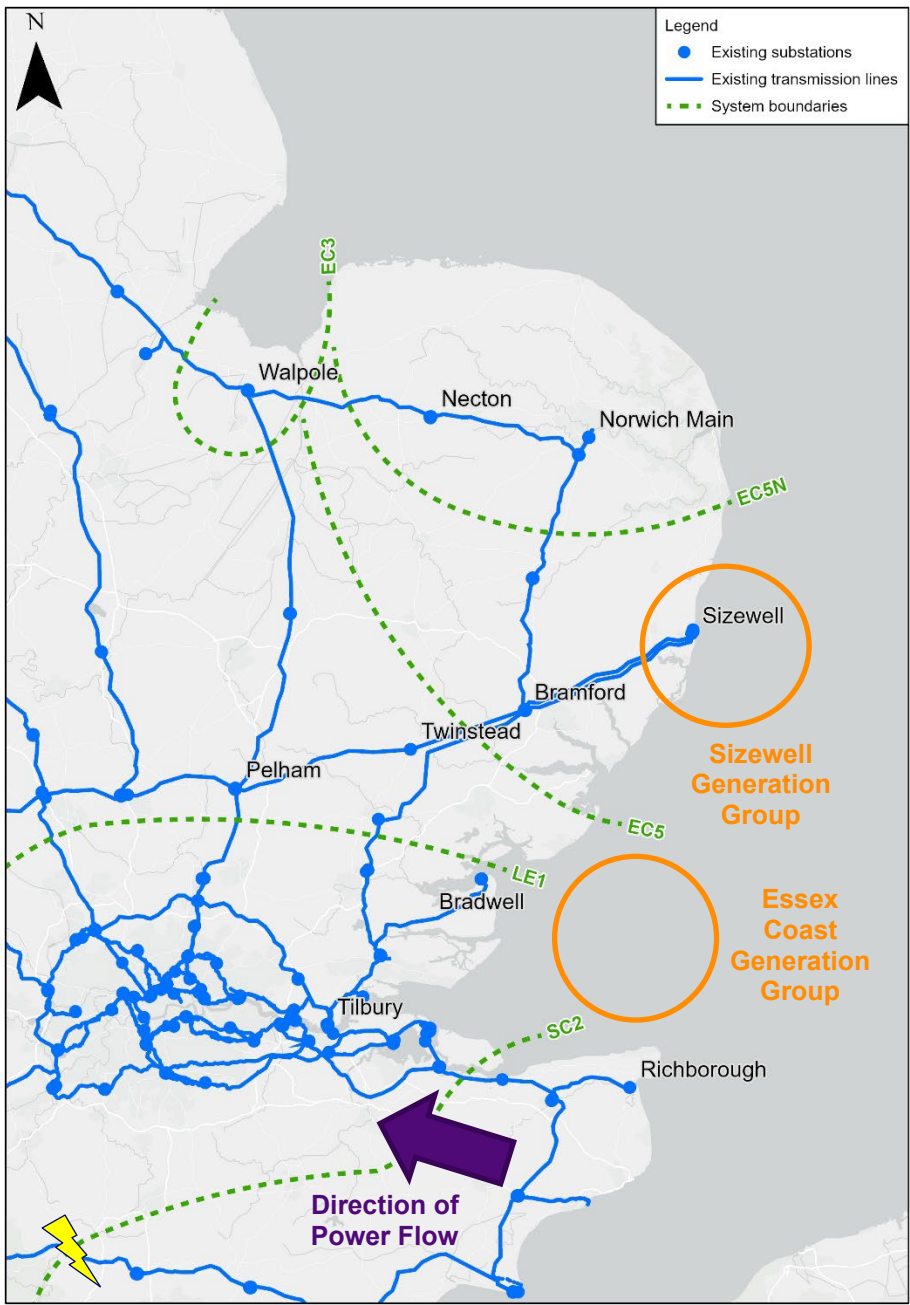 N
Legend
Existing substations
Existing transmission lines
System boundaries
EC3
Walpole
Necton
Norwich Main
EC5N
Sizewell
Bramford
Twinstead
Sizewell
Generation
Group
Pelham
EC5
LE1
Bradwell
Essex
Coast
Generation
Group
Tilbury
SC2
Richborough
Direction of
Power Flow